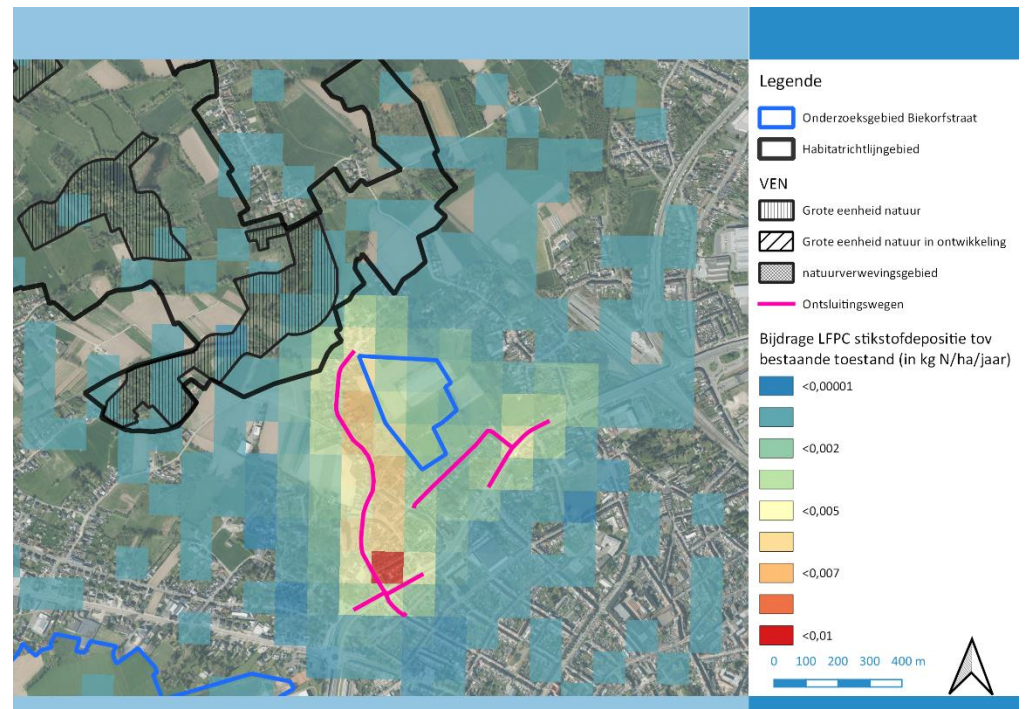 Legende
Onderzoeksgebied Biekorfstraat
Habitatrichtlijngebied
VEN
Grote eenheid natuur
Grote eenheid natuur in ontwikkeling
natuurverwevingsgebied
Ontsluitingswegen
Bijdrage LFPC stikstofdepositie tov
bestaande toestand (in kg N/ha/jaar)
<0,00001
<0,002
<0,005
<0,007
<0,01
0 100 200 300 400 m